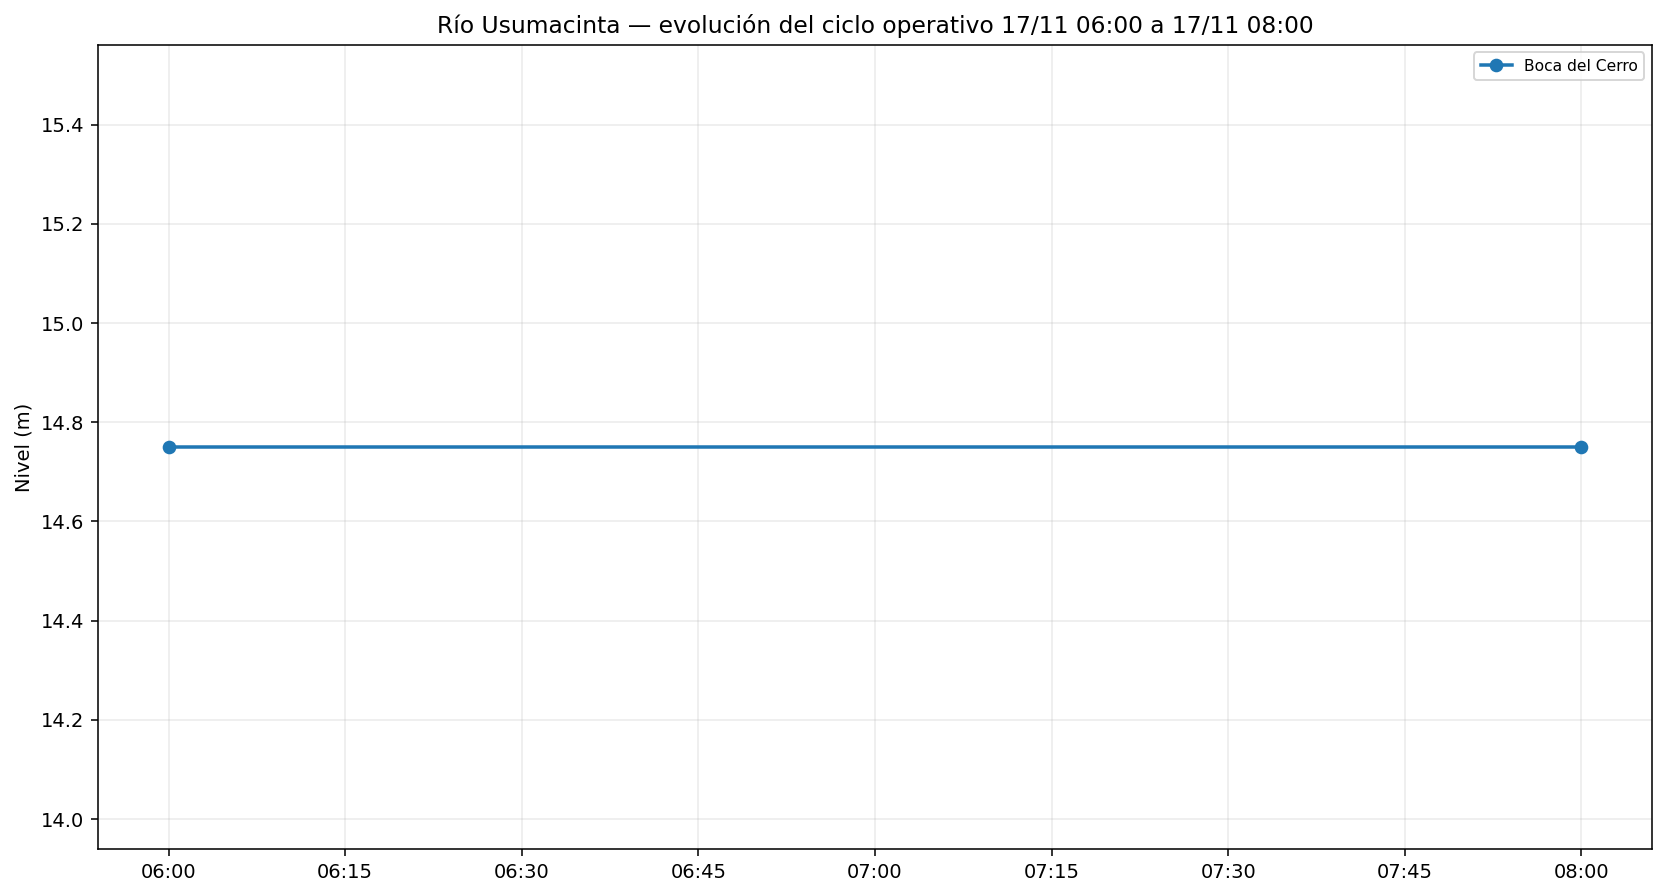 Río Usumacinta — evolución del ciclo operativo 17/11 06:00 a 17/11 08:00
Boca del Cerro
Nivel (m)
15.4
15.2
15.0
14.8
14.6
14.4
14.2
14.0
06:00 06:15 06:30 06:45 07:00 07:15 07:30 07:45 08:00